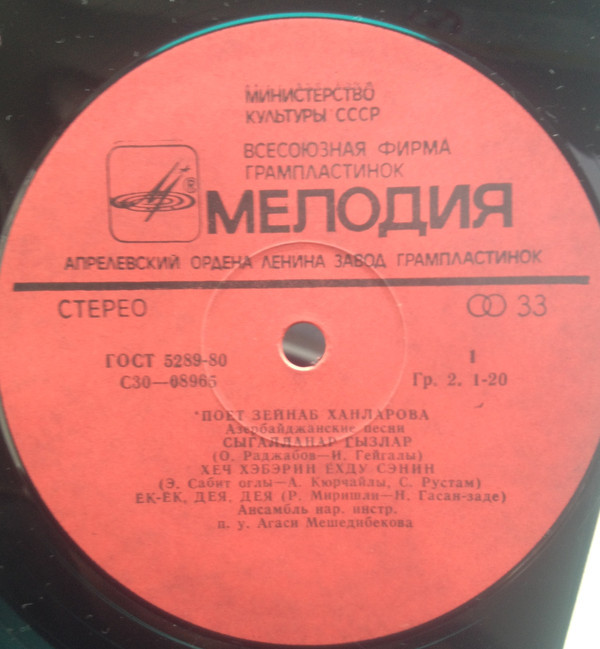 МИНИСТЕРСТВО
КУЛЬТУРЫ СССР
ВСЕСОЮЗНАЯ ФИРМА
ГРАМПЛАСТИНОК
®
МЕЛОДИЯ
АПРЕЛЕВСКИЙ ОРДЕНА ЛЕНИНА ЗАВОД ГРАМПЛАСТИНОК
СТЕРЕО
33
ГОСТ 5289-80
1
С30—08965
Гр. 2. 1-20
ПОЕТ ЗЕЙНАБ ХАНЛАРОВА
Азербайджанские песни
СЫГАЛЛАНАР ГЫЗЛАР
(О. Раджабов—И. Гейгалы)
ХЕЧ ХЭБЭРИН ЕХДУ СЭНИН
(Э. Сабит оглы—А. Кюрчайлы, С. Рустам)
ЕК-ЕК, ДЕЯ, ДЕЯ (Р. Миришли—Н. Гасан-заде)
Ансамбль нар. инстр.
п. у. Агаси Мешедибекова